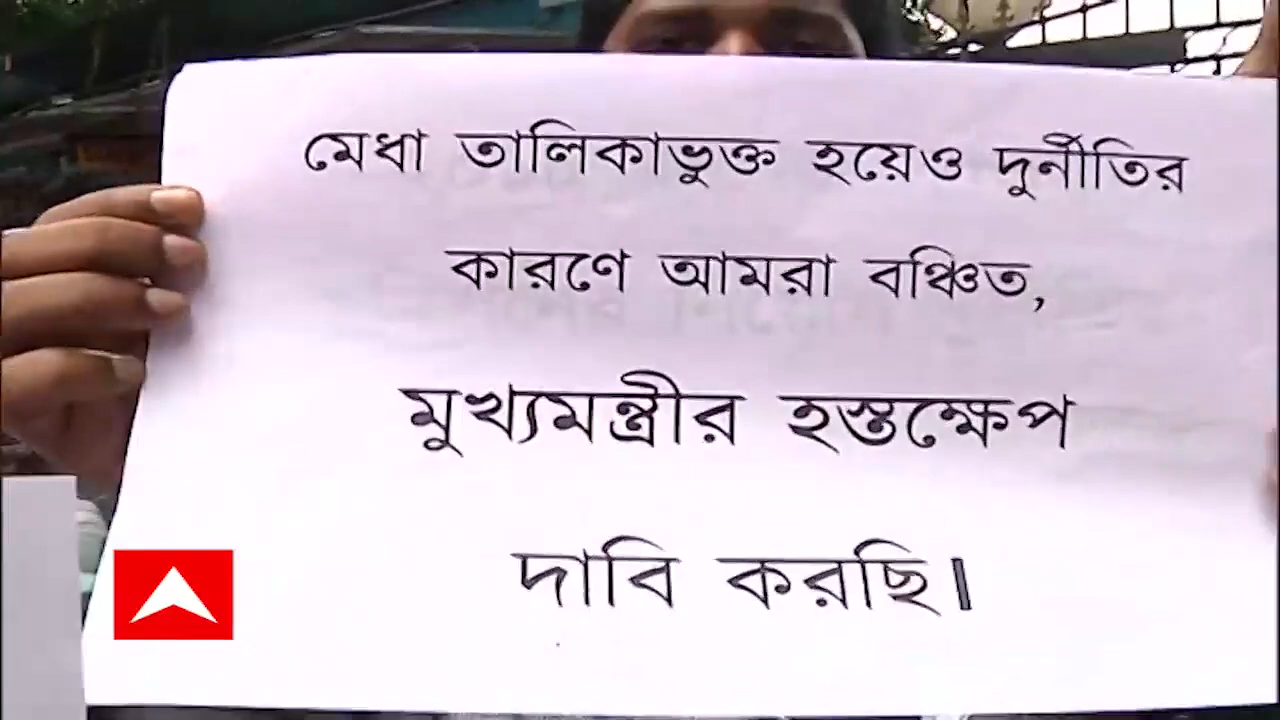 মেধা তালিকাভুক্ত হয়েও দুর্নীতির
কারণে আমরা বঞ্চিত,
মুখ্যমন্ত্রীর হস্তক্ষেপ
দাবি করছি।